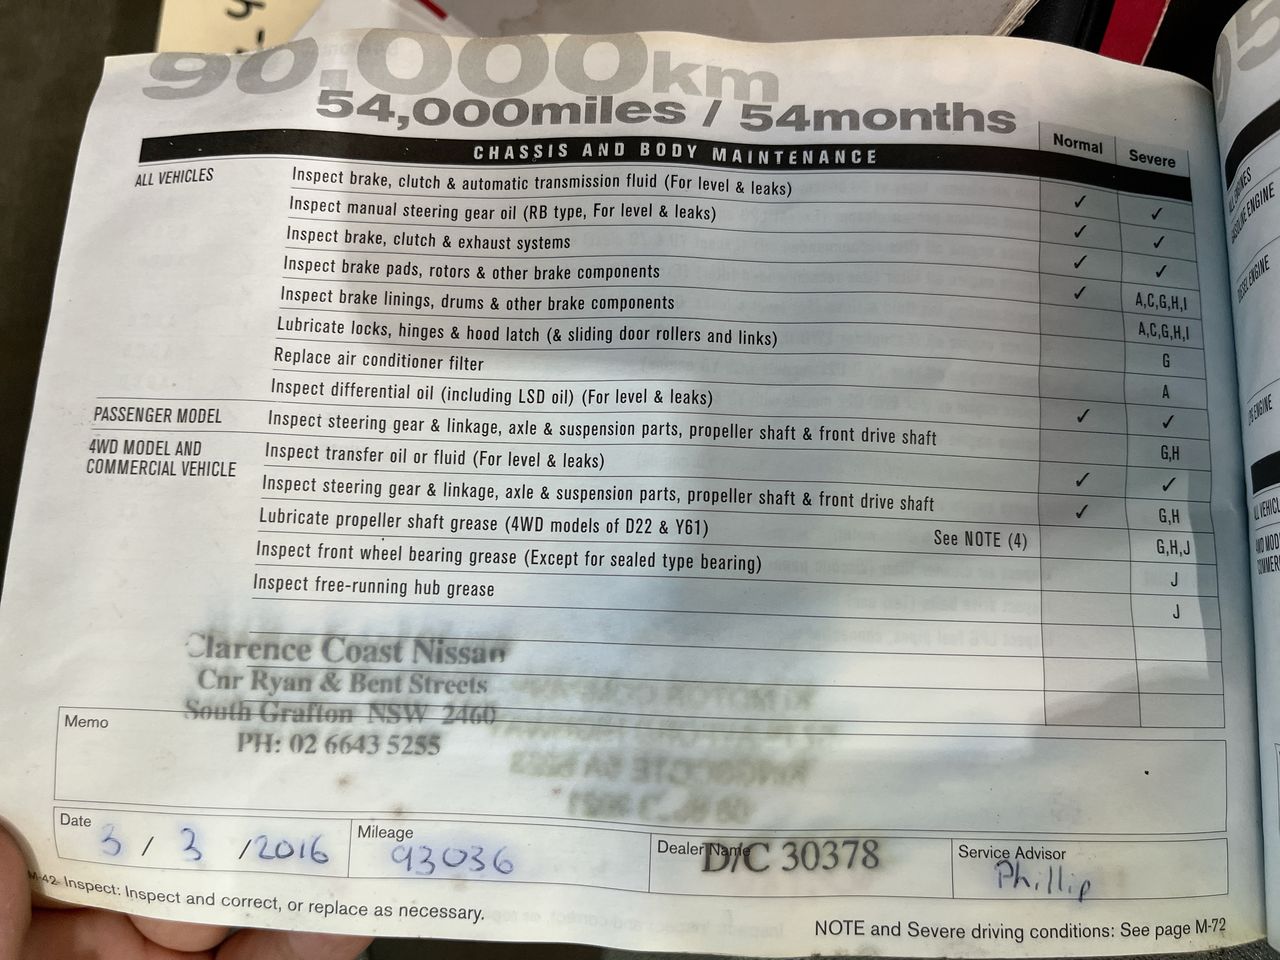 90,000km
54,000miles / 54months
CHASSIS AND BODY MAINTENANCE Normal Severe
ALL VEHICLES Inspect brake, clutch & automatic transmission fluid (For level & leaks) ✓ ✓
Inspect manual steering gear oil (RB type, For level & leaks) ✓ ✓
Inspect brake, clutch & exhaust systems ✓ ✓
Inspect brake pads, rotors & other brake components ✓ A,C,G,H,I
Inspect brake linings, drums & other brake components A,C,G,H,I
Lubricate locks, hinges & hood latch (& sliding door rollers and links) G
Replace air conditioner filter A
Inspect differential oil (including LSD oil) (For level & leaks) ✓ ✓
PASSENGER MODEL Inspect steering gear & linkage, axle & suspension parts, propeller shaft & front drive shaft G,H
4WD MODEL AND COMMERCIAL VEHICLE Inspect transfer oil or fluid (For level & leaks) ✓ ✓
Inspect steering gear & linkage, axle & suspension parts, propeller shaft & front drive shaft ✓ G,H
Lubricate propeller shaft grease (4WD models of D22 & Y61) See NOTE (4) G,H,J
Inspect front wheel bearing grease (Except for sealed type bearing) J
Inspect free-running hub grease J
Clarence Coast Nissan
Cnr Ryan & Bent Streets
South Grafton NSW 2460
PH: 02 6643 5255
Memo
Date 3 / 3 / 2016 Mileage 93036 Dealer Name D/C 30378 Service Advisor Phillip
M-42 Inspect: Inspect and correct, or replace as necessary.
NOTE and Severe driving conditions: See page M-72
ALL ENGINES
GASOLINE ENGINE
DIESEL ENGINE